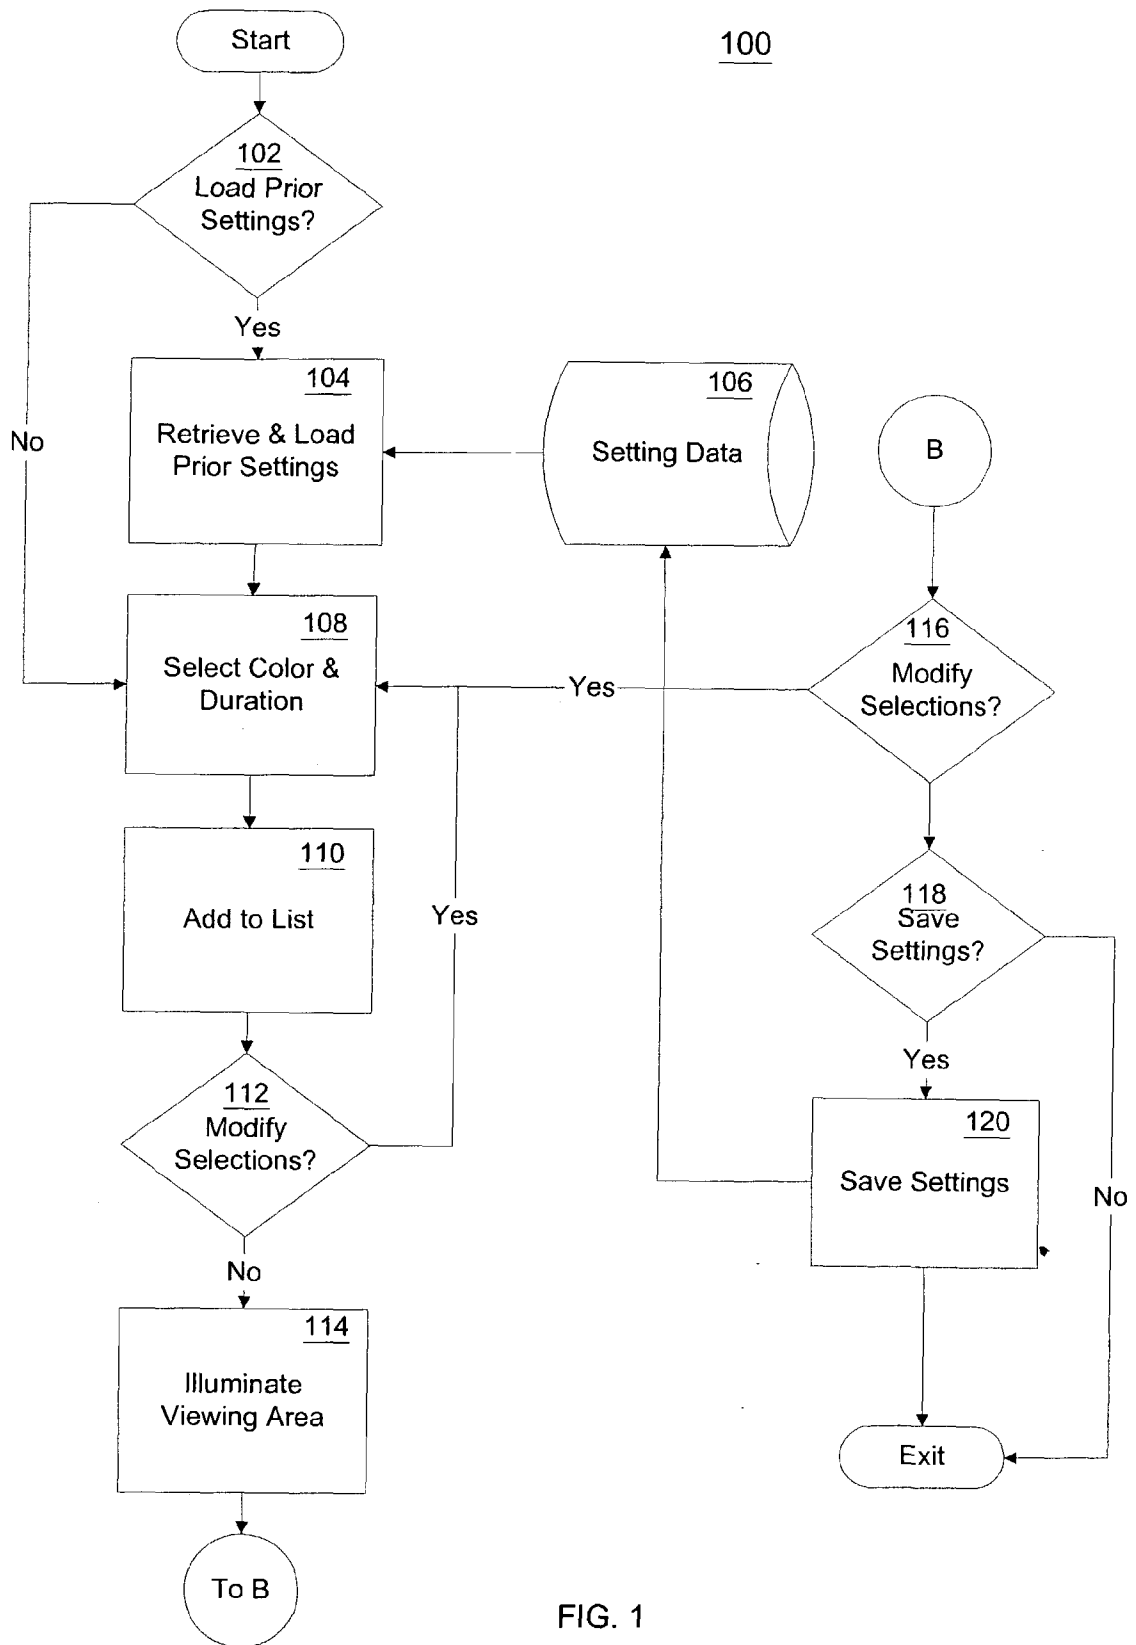 Start
100
102
Load Prior
Settings?
Yes
No
104
Retrieve & Load
Prior Settings
106
Setting Data
B
108
Select Color &
Duration
Yes
116
Modify
Selections?
110
Add to List
Yes
118
Save
Settings?
Yes
112
Modify
Selections?
120
Save Settings
No
No
114
Illuminate
Viewing Area
Exit
To B
FIG. 1